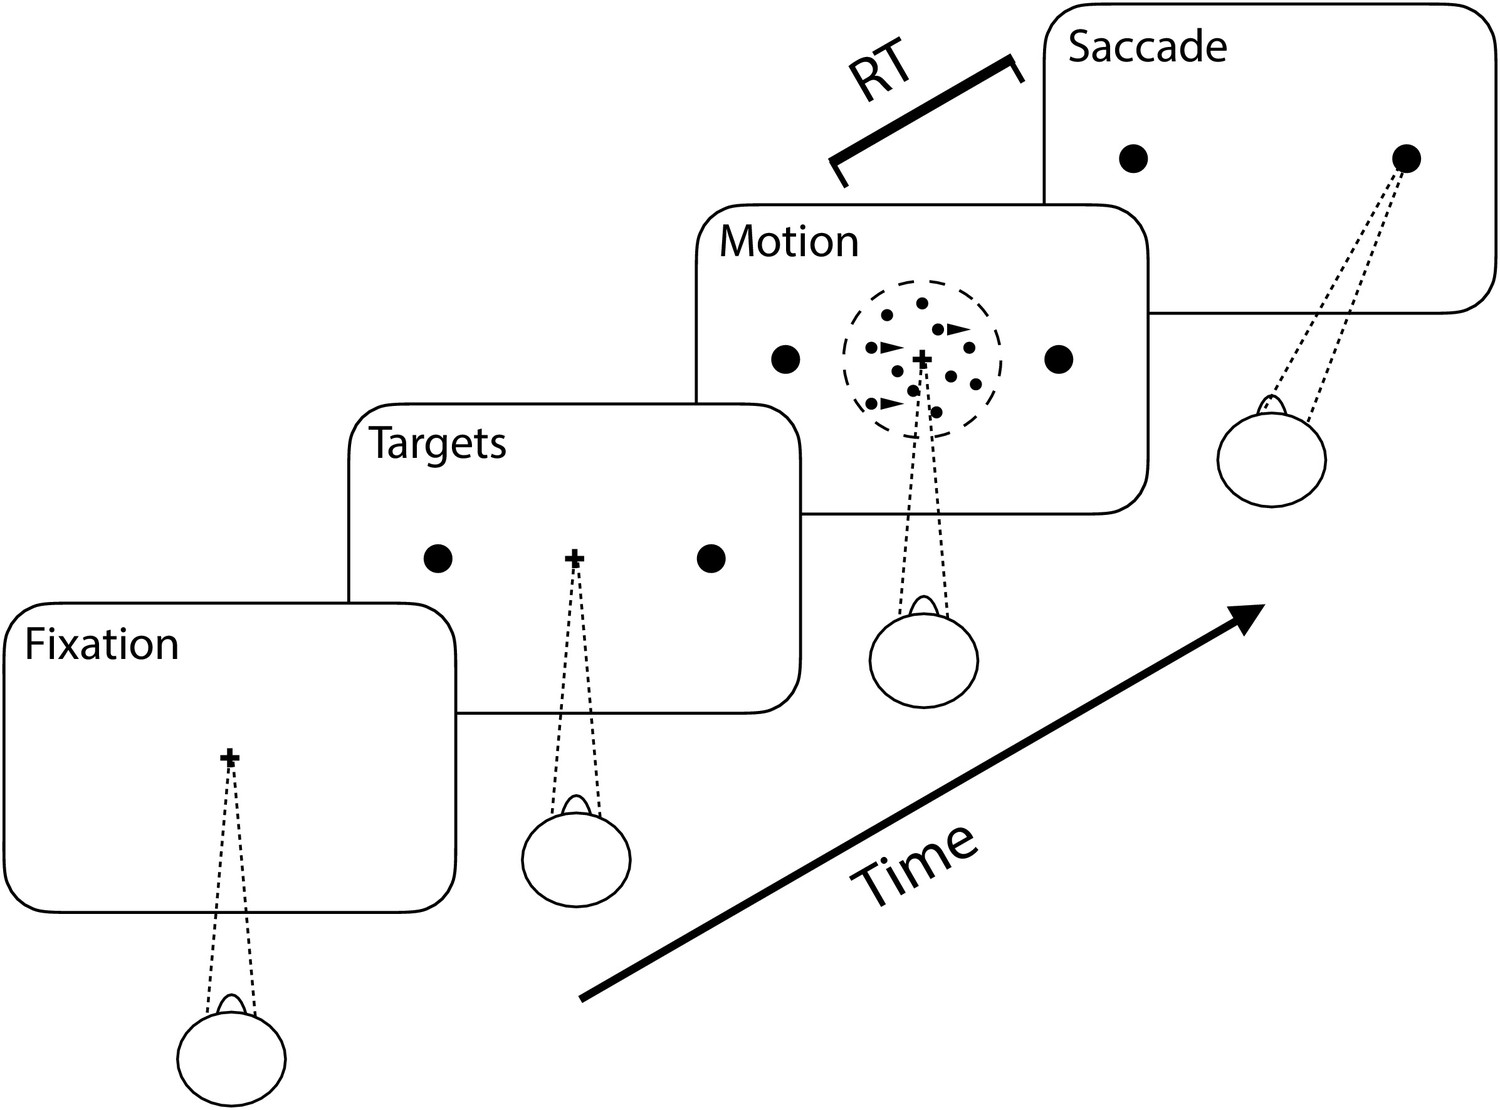 Fixation
Targets
Motion
Saccade
RT
Time